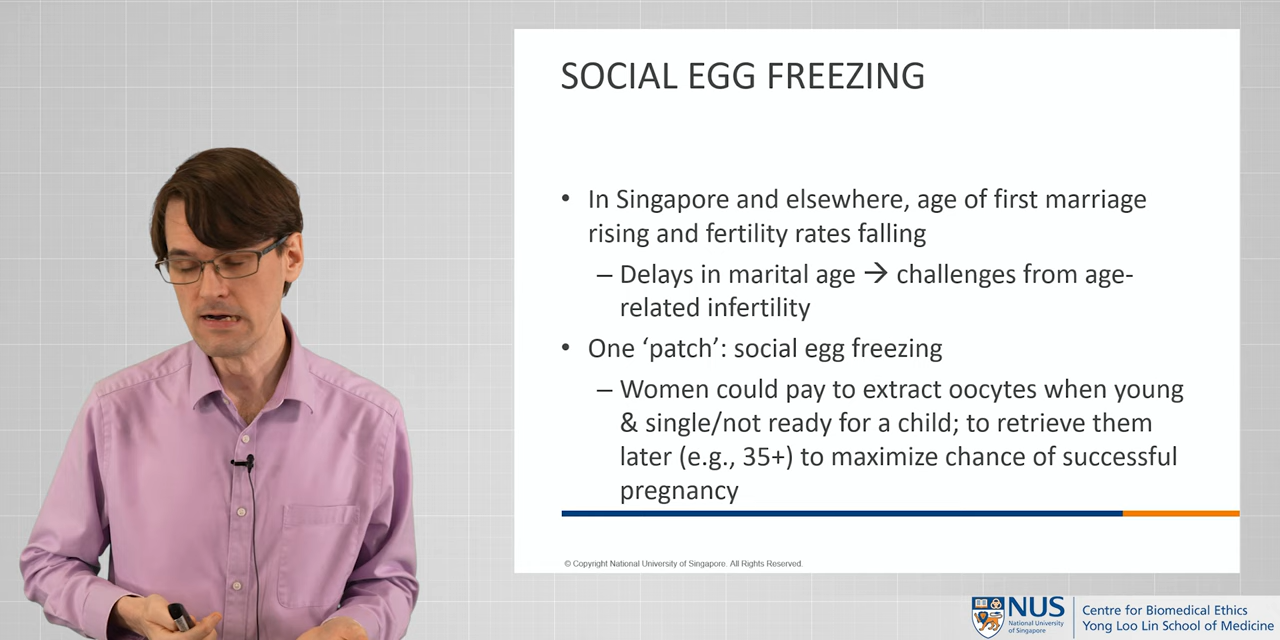 SOCIAL EGG FREEZING
• In Singapore and elsewhere, age of first marriage
rising and fertility rates falling
– Delays in marital age → challenges from age-
related infertility
• One ‘patch’: social egg freezing
– Women could pay to extract oocytes when young
& single/not ready for a child; to retrieve them
later (e.g., 35+) to maximize chance of successful
pregnancy
© Copyright National University of Singapore. All Rights Reserved.
NUS
National University
of Singapore
Centre for Biomedical Ethics
Yong Loo Lin School of Medicine